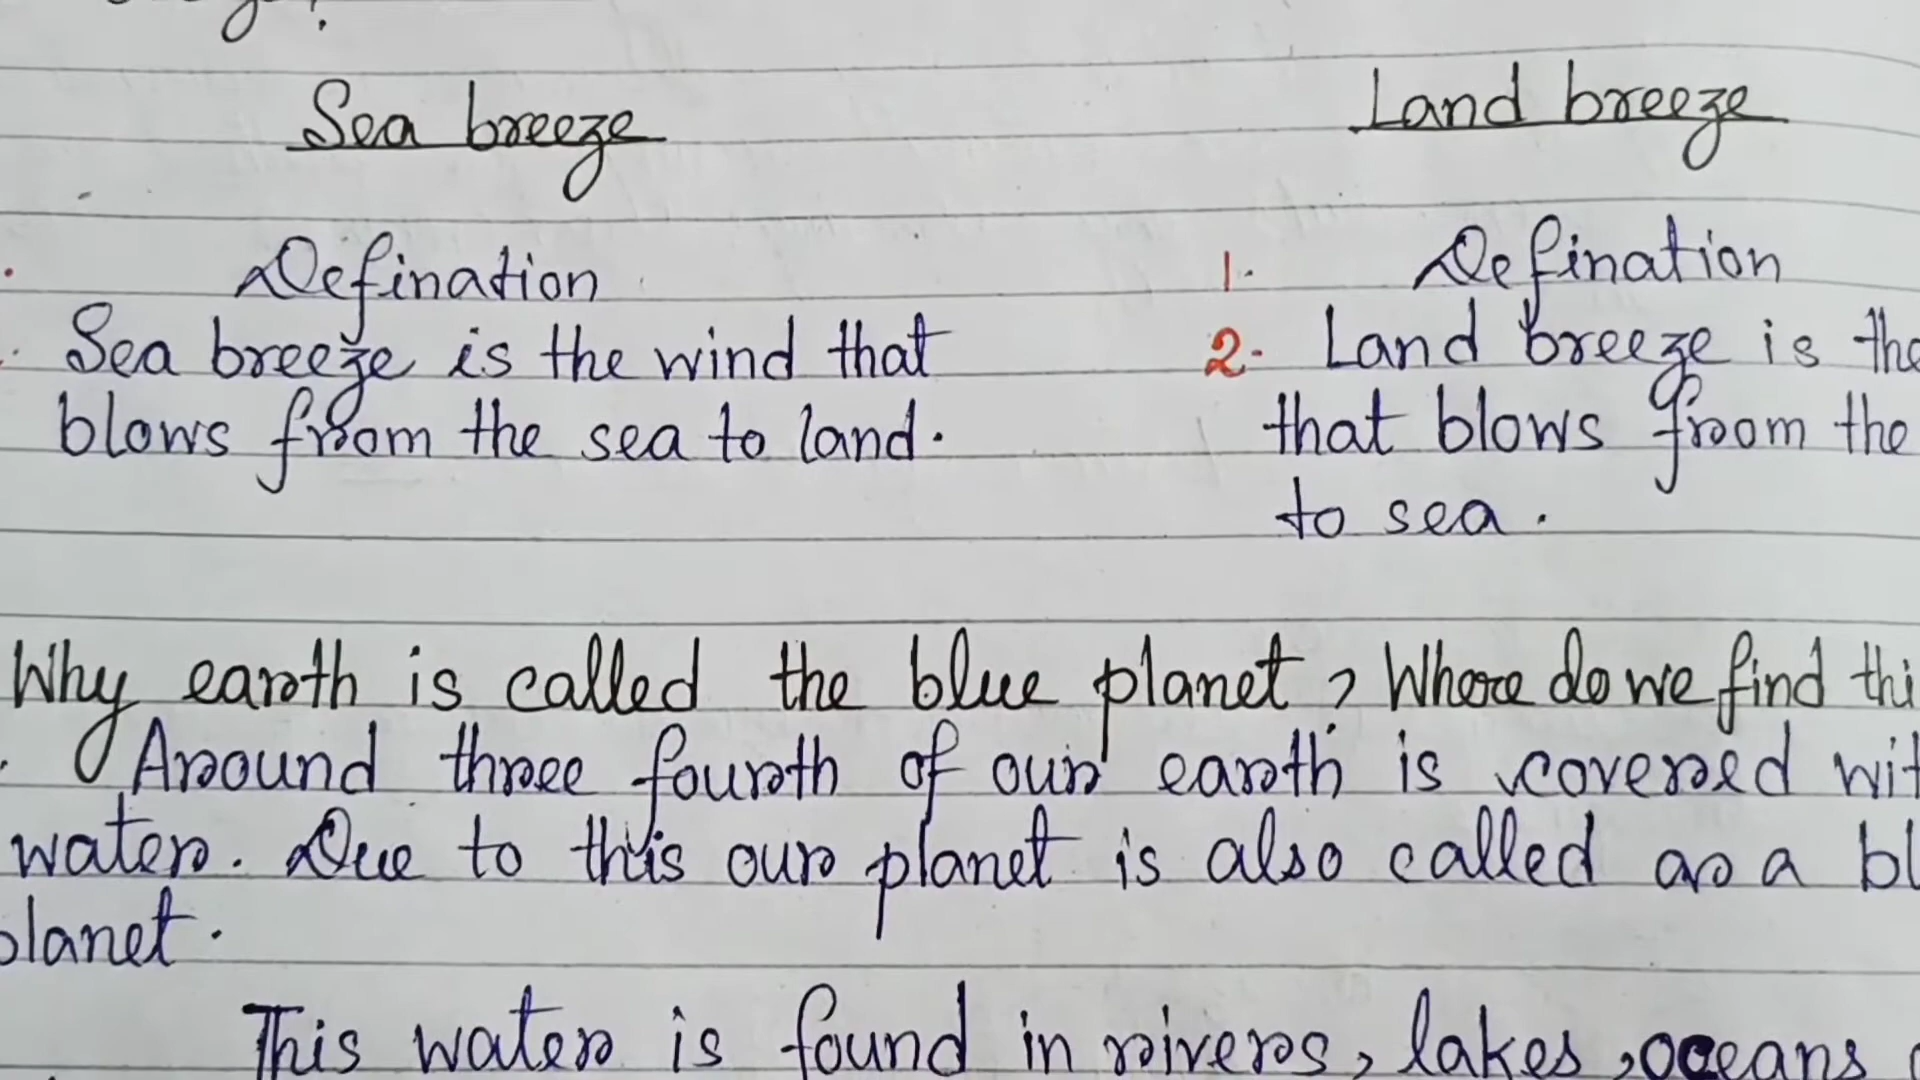 Sea breeze
Land breeze
Defination
Sea breeze is the wind that
blows from the sea to land.
1. Defination
2. Land breeze is the
that blows from the
to sea.
Why earth is called the blue planet? Where do we find thi
Around three fourth of our earth is covered wit
water. Due to this our planet is also called as a bl
planet.
This water is found in rivers, lakes, oceans